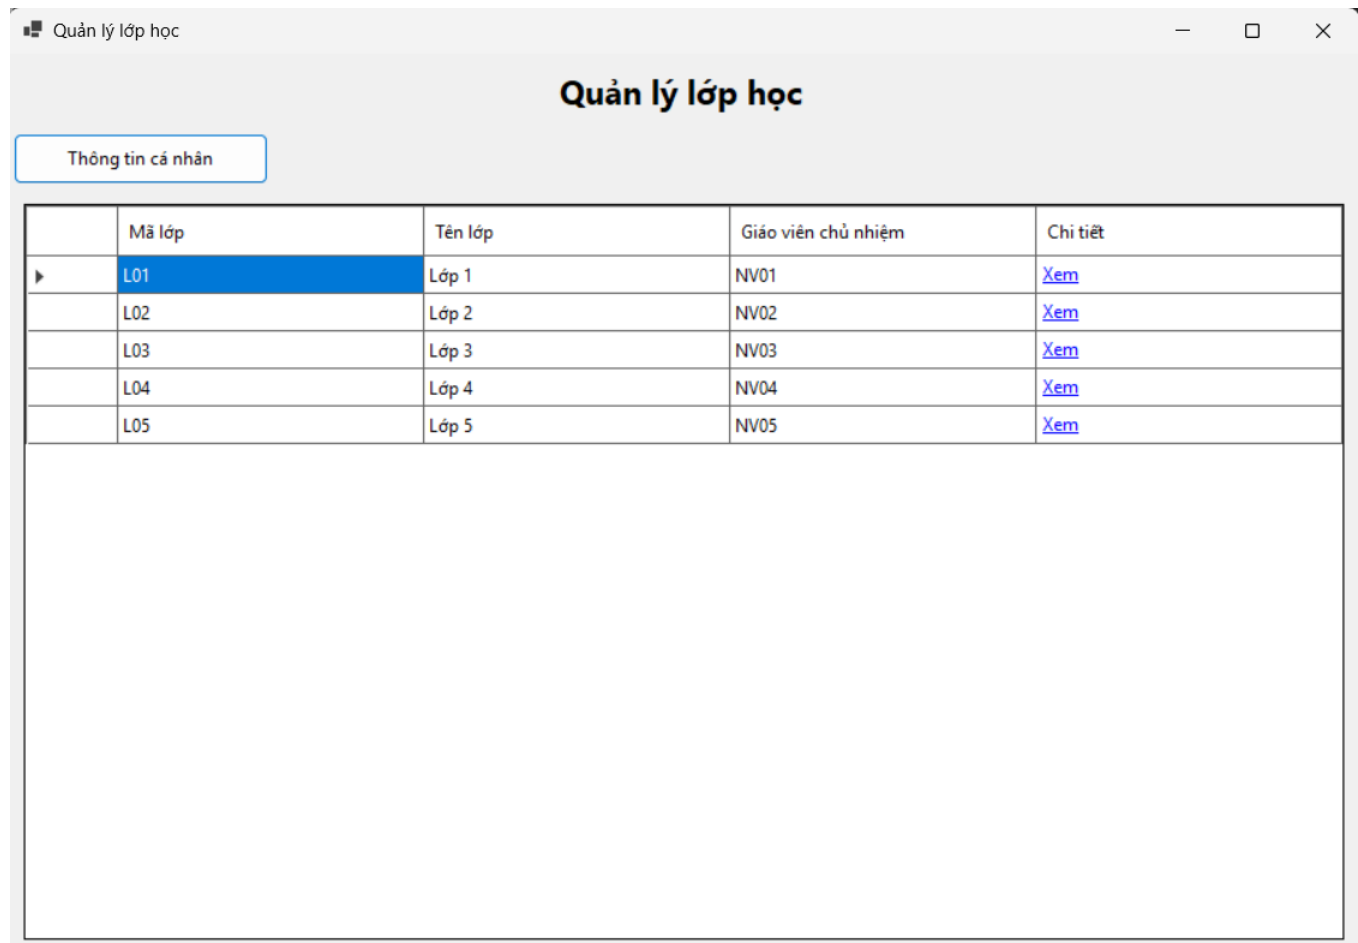 Quản lý lớp học
Quản lý lớp học
Thông tin cá nhân
Mã lớp Tên lớp Giáo viên chủ nhiệm Chi tiết
L01 Lớp 1 NV01 Xem
L02 Lớp 2 NV02 Xem
L03 Lớp 3 NV03 Xem
L04 Lớp 4 NV04 Xem
L05 Lớp 5 NV05 Xem